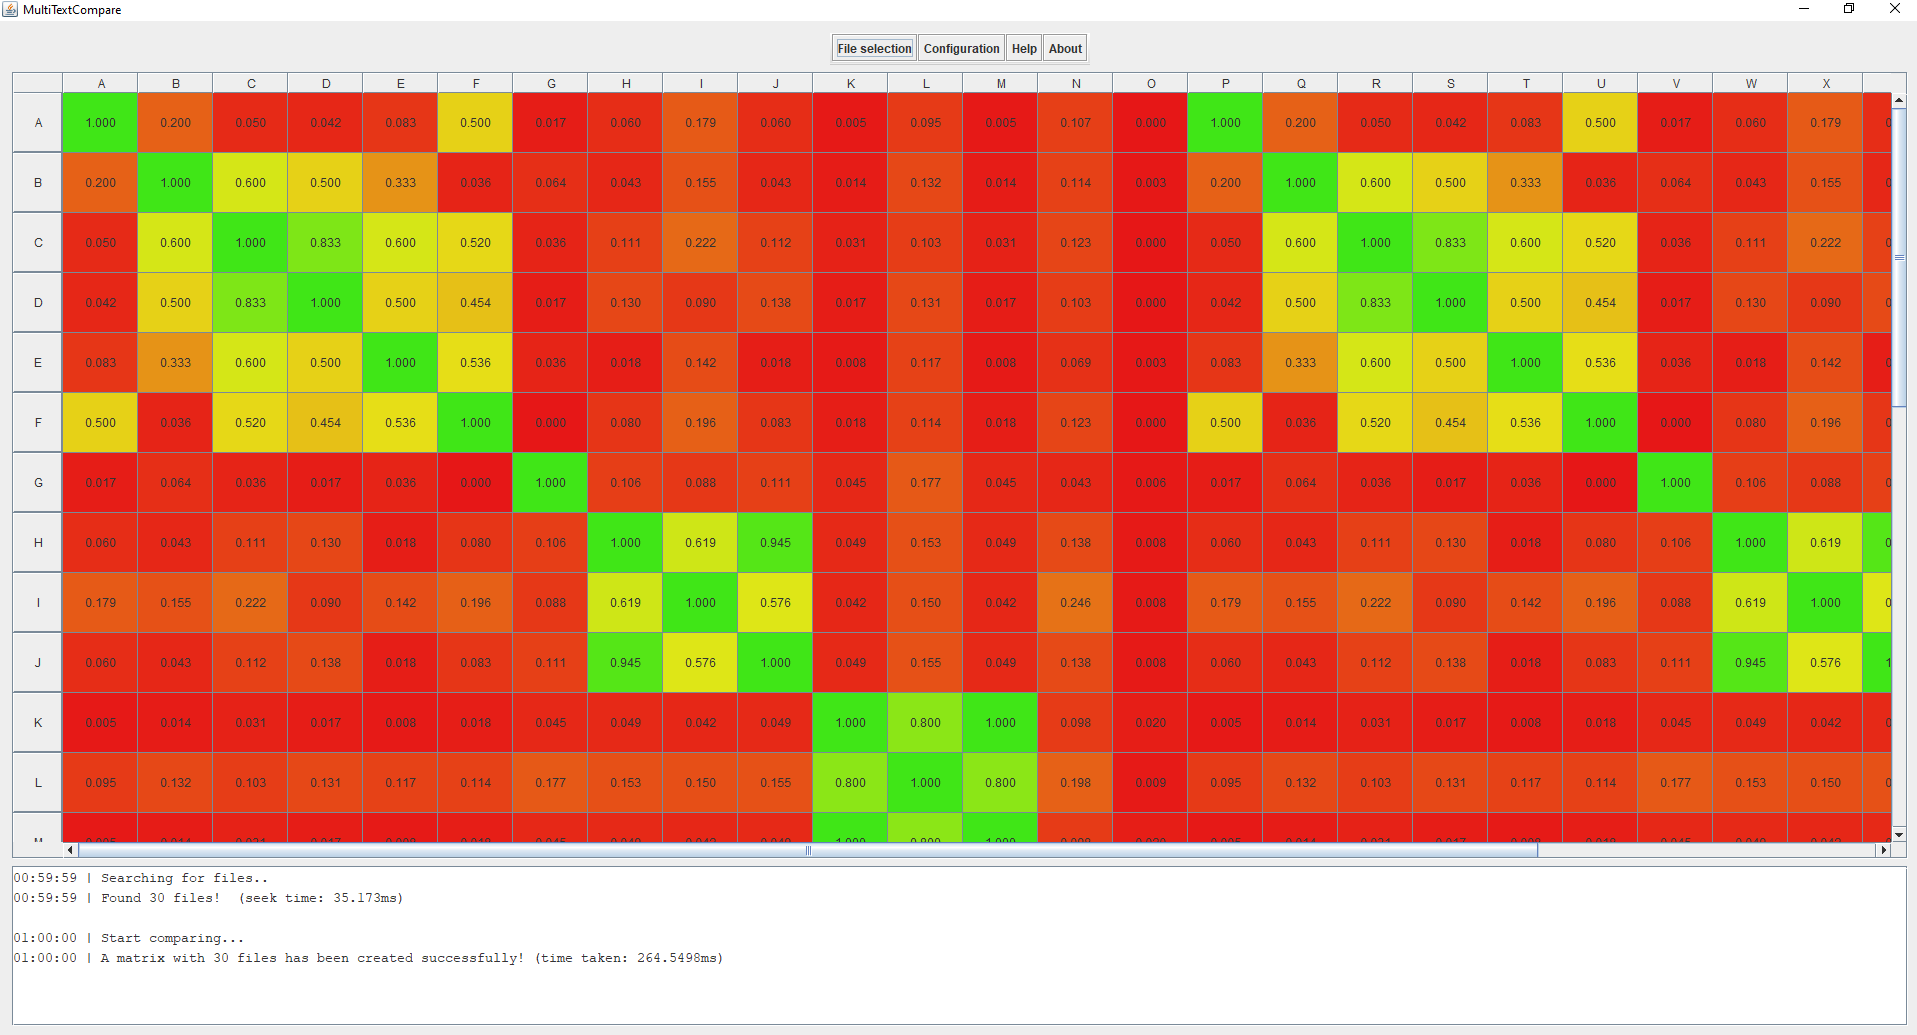 MultiTextCompare
File selection Configuration Help About
A B C D E F G H I J K L M N O P Q R S T U V W X
A 1.000 0.200 0.050 0.042 0.083 0.500 0.017 0.060 0.179 0.060 0.005 0.095 0.005 0.107 0.000 1.000 0.200 0.050 0.042 0.083 0.500 0.017 0.060 0.179 0
B 0.200 1.000 0.600 0.500 0.333 0.036 0.064 0.043 0.155 0.043 0.014 0.132 0.014 0.114 0.003 0.200 1.000 0.600 0.500 0.333 0.036 0.064 0.043 0.155 0
C 0.050 0.600 1.000 0.833 0.600 0.520 0.036 0.111 0.222 0.112 0.031 0.103 0.031 0.123 0.000 0.050 0.600 1.000 0.833 0.600 0.520 0.036 0.111 0.222 0
D 0.042 0.500 0.833 1.000 0.500 0.454 0.017 0.130 0.090 0.138 0.017 0.131 0.017 0.103 0.000 0.042 0.500 0.833 1.000 0.500 0.454 0.017 0.130 0.090 0
E 0.083 0.333 0.600 0.500 1.000 0.536 0.036 0.018 0.142 0.018 0.008 0.117 0.008 0.069 0.003 0.083 0.333 0.600 0.500 1.000 0.536 0.036 0.018 0.142 0
F 0.500 0.036 0.520 0.454 0.536 1.000 0.000 0.080 0.196 0.083 0.018 0.114 0.018 0.123 0.000 0.500 0.036 0.520 0.454 0.536 1.000 0.000 0.080 0.196 0
G 0.017 0.064 0.036 0.017 0.036 0.000 1.000 0.106 0.088 0.111 0.045 0.177 0.045 0.043 0.006 0.017 0.064 0.036 0.017 0.036 0.000 1.000 0.106 0.088 0
H 0.060 0.043 0.111 0.130 0.018 0.080 0.106 1.000 0.619 0.945 0.049 0.153 0.049 0.138 0.008 0.060 0.043 0.111 0.130 0.018 0.080 0.106 1.000 0.619 0
I 0.179 0.155 0.222 0.090 0.142 0.196 0.088 0.619 1.000 0.576 0.042 0.150 0.042 0.246 0.008 0.179 0.155 0.222 0.090 0.142 0.196 0.088 0.619 1.000 0
J 0.060 0.043 0.112 0.138 0.018 0.083 0.111 0.945 0.576 1.000 0.049 0.155 0.049 0.138 0.008 0.060 0.043 0.112 0.138 0.018 0.083 0.111 0.945 0.576 1
K 0.005 0.014 0.031 0.017 0.008 0.018 0.045 0.049 0.042 0.049 1.000 0.800 1.000 0.098 0.020 0.005 0.014 0.031 0.017 0.008 0.018 0.045 0.049 0.042 0
L 0.095 0.132 0.103 0.131 0.117 0.114 0.177 0.153 0.150 0.155 0.800 1.000 0.800 0.198 0.009 0.095 0.132 0.103 0.131 0.117 0.114 0.177 0.153 0.150 0
00:59:59 | Searching for files..
00:59:59 | Found 30 files! (seek time: 35.173ms)
01:00:00 | Start comparing...
01:00:00 | A matrix with 30 files has been created successfully! (time taken: 264.5498ms)